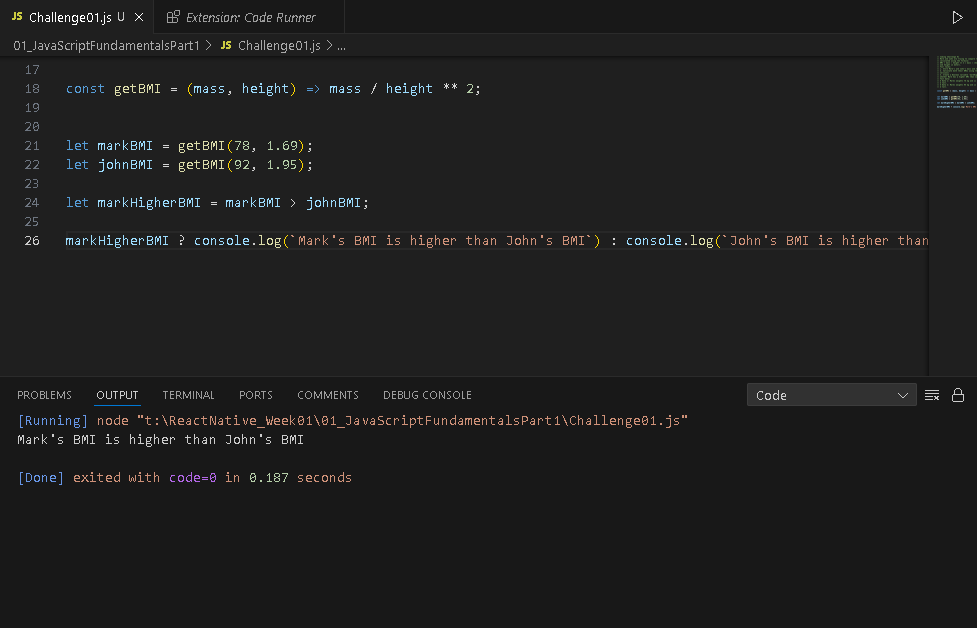 JS Challenge01.js U × Extension: Code Runner
01_JavaScriptFundamentalsPart1 > JS Challenge01.js > ...
17
18 const getBMI = (mass, height) => mass / height ** 2;
19
20
21 let markBMI = getBMI(78, 1.69);
22 let johnBMI = getBMI(92, 1.95);
23
24 let markHigherBMI = markBMI > johnBMI;
25
26 markHigherBMI ? console.log(`Mark's BMI is higher than John's BMI`) : console.log(`John's BMI is higher than
PROBLEMS OUTPUT TERMINAL PORTS COMMENTS DEBUG CONSOLE Code
[Running] node "t:\ReactNative_Week01\01_JavaScriptFundamentalsPart1\Challenge01.js"
Mark's BMI is higher than John's BMI
[Done] exited with code=0 in 0.187 seconds